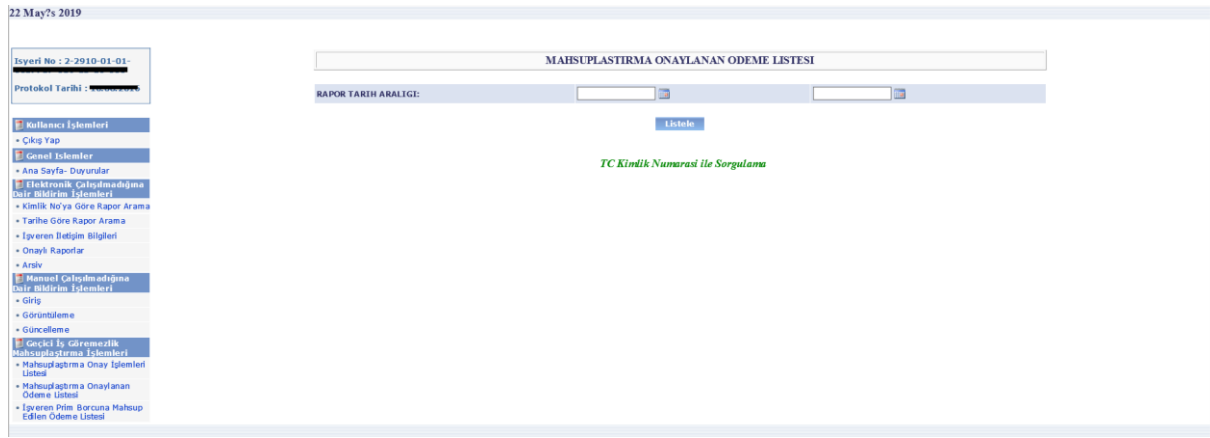 22 May?s 2019
Isyeri No : 2-2910-01-01-
Protokol Tarihi :
Kullanıcı İşlemleri
• Çıkış Yap
Genel Islemler
• Ana Sayfa- Duyurular
Elektronik Çalışılmadığına
Dair Bildirim İşlemleri
• Kimlik No'ya Göre Rapor Arama
• Tarihe Göre Rapor Arama
• İşveren İletişim Bilgileri
• Onaylı Raporlar
• Arsiv
Manuel Çalışılmadığına
Dair Bildirim İşlemleri
• Giriş
• Görüntüleme
• Güncelleme
Geçici İş Göremezlik
Mahsuplaştırma İşlemleri
• Mahsuplaştırma Onay İşlemleri
Listesi
• Mahsuplaştırma Onaylanan
Ödeme Listesi
• İşveren Prim Borcuna Mahsup
Edilen Ödeme Listesi
MAHSUPLASTIRMA ONAYLANAN ODEME LISTESI
RAPOR TARIH ARALIGI:
Listele
TC Kimlik Numarasi ile Sorgulama